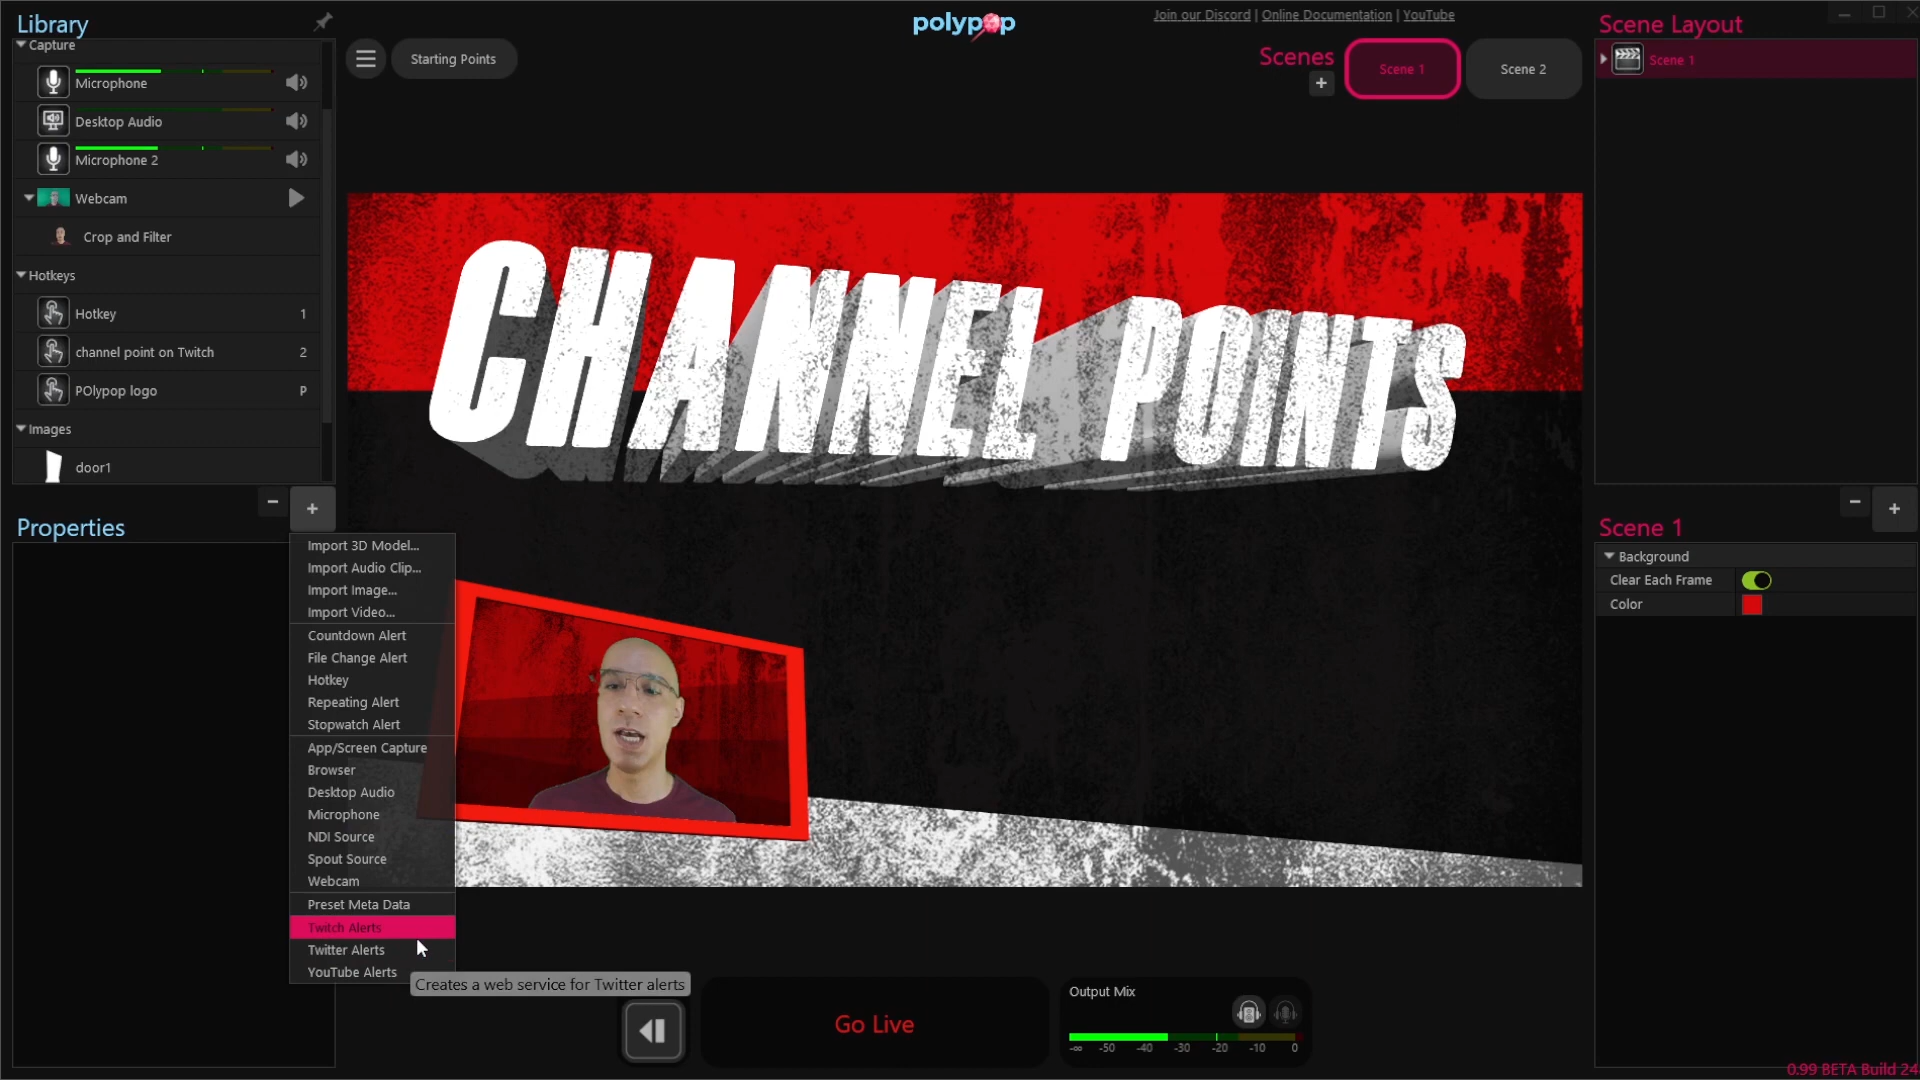 Library
polypop
Join our Discord | Online Documentation | YouTube
Scene Layout
Capture
Starting Points
Scenes
+
Scene 1
Scene 2
Scene 1
Microphone
Desktop Audio
Microphone 2
Webcam
Crop and Filter
Hotkeys
Hotkey 1
channel point on Twitch 2
POlypop logo P
Images
door1
- +
CHANNEL POINTS
Properties
Import 3D Model...
Import Audio Clip...
Import Image...
Import Video...
Countdown Alert
File Change Alert
Hotkey
Repeating Alert
Stopwatch Alert
App/Screen Capture
Browser
Desktop Audio
Microphone
NDI Source
Spout Source
Webcam
Preset Meta Data
Twitch Alerts
Twitter Alerts
YouTube Alerts
Creates a web service for Twitter alerts
Go Live
Output Mix
-∞ -50 -40 -30 -20 -10 0
- +
Scene 1
Background
Clear Each Frame
Color
0.99 BETA Build 24